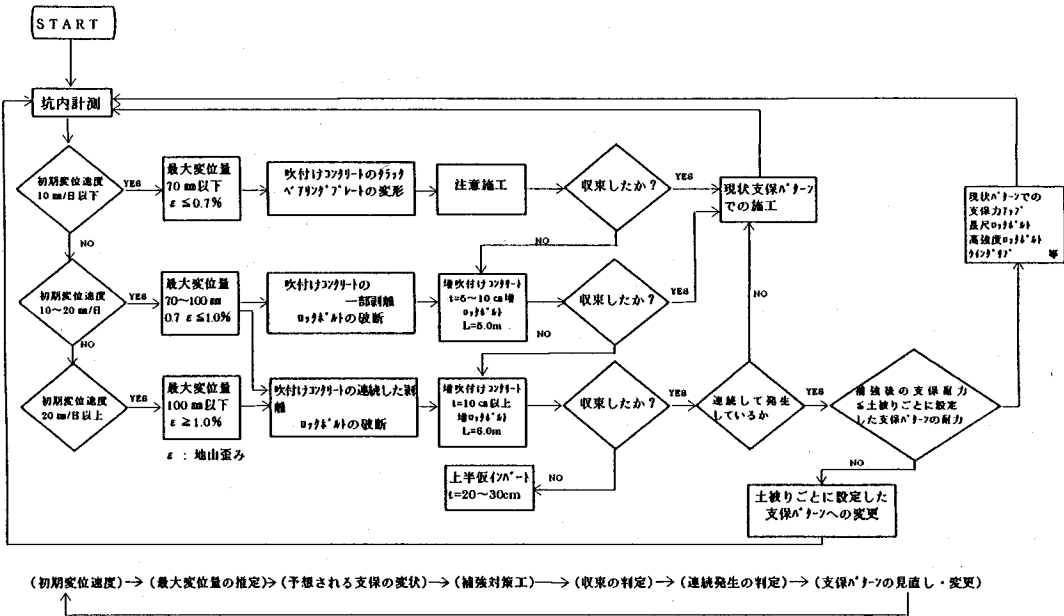 START
坑内計測
初期変位速度
10㎜/日以下
YES
最大変位量
70㎜以下
ε≦0.7%
吹付けコンクリートのクラック
ベアリングプレートの変形
注意施工
収束したか?
YES
現状支保パターン
での施工
現状パターンでの
支保力アップ
長尺ロックボルト
高強度ロックボルト
ウイングリブ 等
NO
NO
初期変位速度
10~20㎜/日
YES
最大変位量
70~100㎜
0.7 ε≦1.0%
吹付けコンクリートの
一部剥離
ロックボルトの破断
増吹付けコンクリート
t=5~10㎝増
ロックボルト
L=6.0m
収束したか?
YES
NO
NO
NO
初期変位速度
20㎜/日以上
YES
最大変位量
100㎜以下
ε≧1.0%
吹付けコンクリートの連続した剥
離
ロックボルトの破断
増吹付けコンクリート
t=10㎝以上
増ロックボルト
L=6.0m
収束したか?
YES
連続して発生
しているか
YES
補強後の支保耐力
≦土被りごとに設定
した支保パターンの耐力
YES
ε:地山歪み
NO
上半仮インバート
t=20~30cm
NO
土被りごとに設定した
支保パターンへの変更
(初期変位速度)→(最大変位量の推定)→(予想される支保の変状)→(補強対策工)→(収束の判定)→(連続発生の判定)→(支保パターンの見直し・変更)